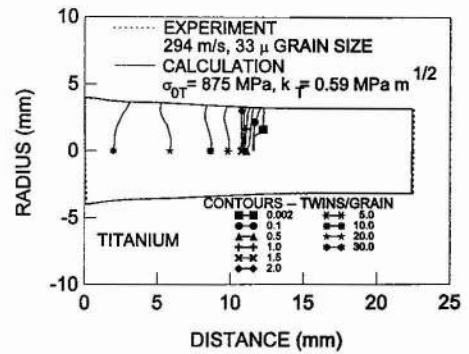 EXPERIMENT
294 m/s, 33 μ GRAIN SIZE
CALCULATION
σ0T = 875 MPa, kT = 0.59 MPa m1/2
10
5
0
-5
-10
RADIUS (mm)
CONTOURS – TWINS/GRAIN
0.002 5.0
0.1 10.0
0.5 20.0
1.0 30.0
1.5
2.0
TITANIUM
0 5 10 15 20 25
DISTANCE (mm)